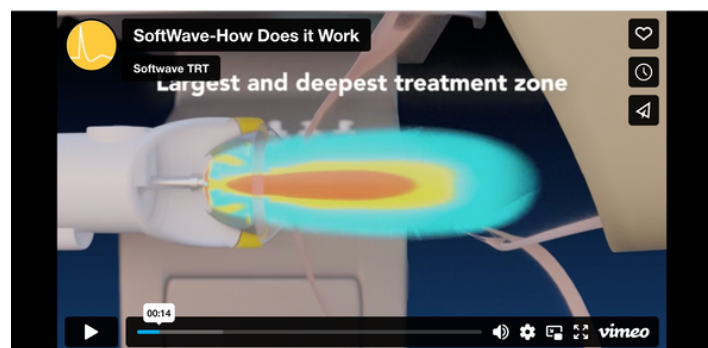 SoftWave-How Does it Work
Softwave TRT
Largest and deepest treatment zone
00:14
vimeo